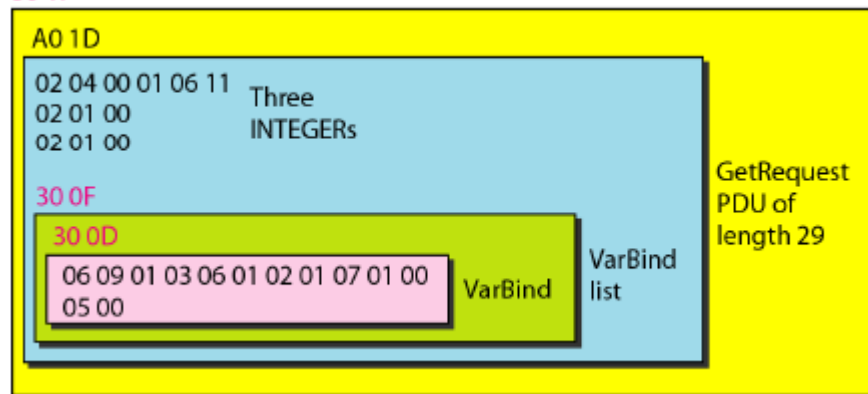 A0 1D
02 04 00 01 06 11
02 01 00
02 01 00
Three
INTEGERs
30 0F
30 0D
06 09 01 03 06 01 02 01 07 01 00
05 00
VarBind
VarBind
list
GetRequest
PDU of
length 29